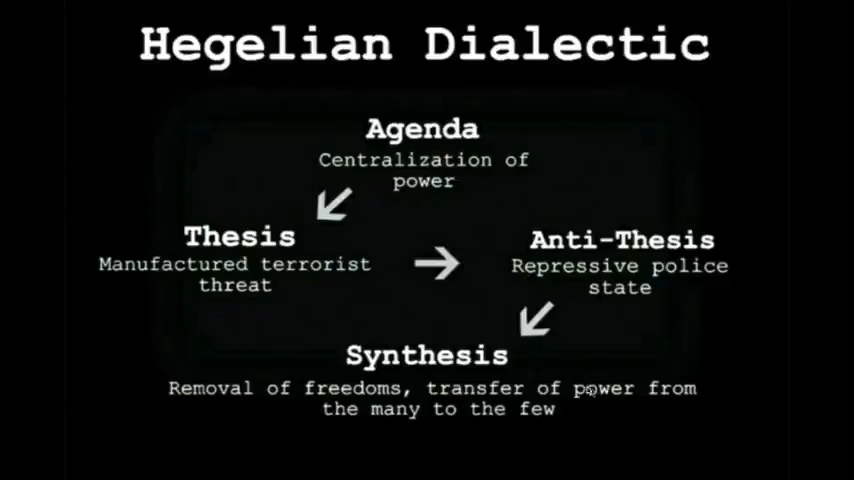 Hegelian Dialectic
Agenda
Centralization of
power
Thesis
Manufactured terrorist
threat
Anti-Thesis
Repressive police
state
Synthesis
Removal of freedoms, transfer of power from
the many to the few